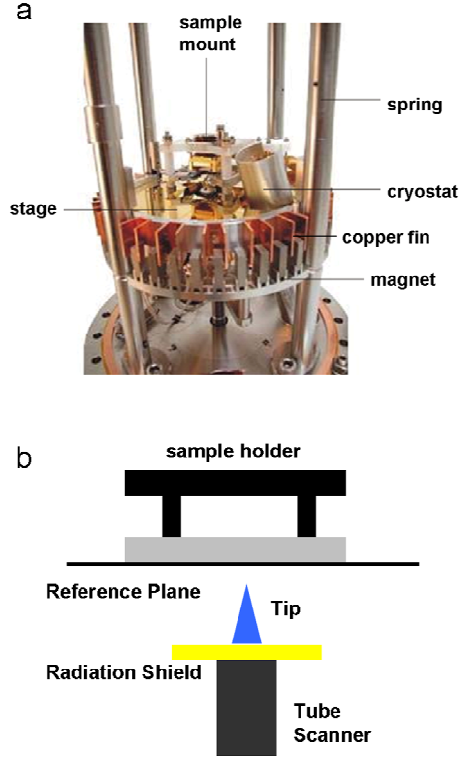 a
sample
mount
spring
cryostat
stage
copper fin
magnet
b
sample holder
Reference Plane
Tip
Radiation Shield
Tube
Scanner